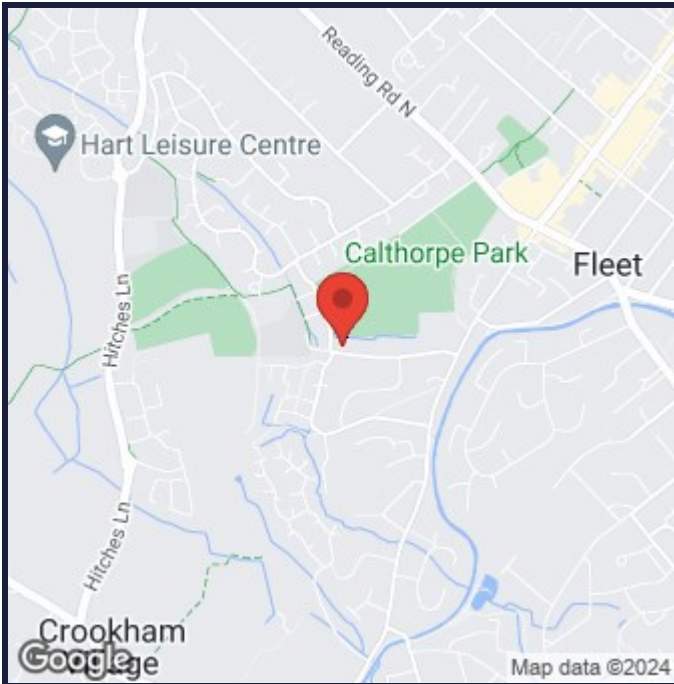 Reading Rd N
Hart Leisure Centre
Calthorpe Park
Fleet
Hitches Ln
Hitches Ln
Crookham
Village
Google
Map data ©2024